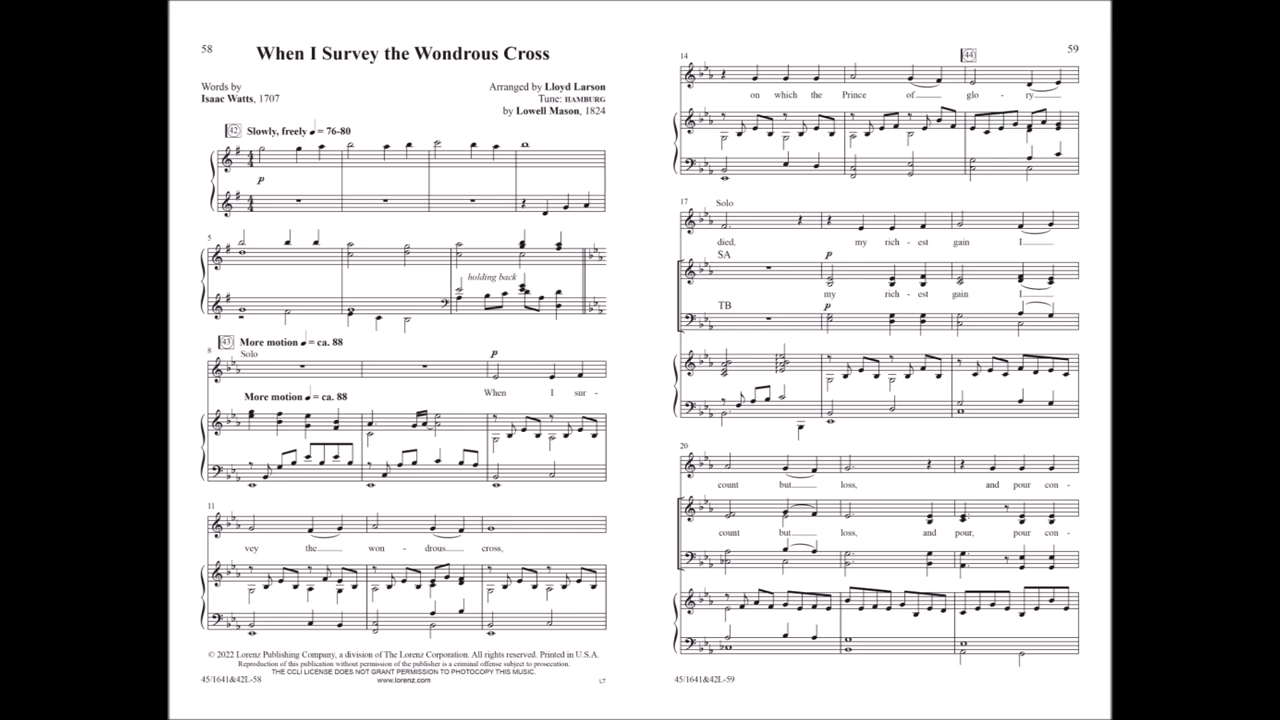 58
When I Survey the Wondrous Cross
Words by
Isaac Watts, 1707
Arranged by Lloyd Larson
Tune: HAMBURG
by Lowell Mason, 1824
42 Slowly, freely ♩ = 76-80
p
5
holding back
43 More motion ♩ = ca. 88
8 Solo
p
When I sur -
More motion ♩ = ca. 88
11
vey the won - drous cross,
© 2022 Lorenz Publishing Company, a division of The Lorenz Corporation. All rights reserved. Printed in U.S.A.
Reproduction of this publication without permission of the publisher is a criminal offense subject to prosecution.
THE CCLI LICENSE DOES NOT GRANT PERMISSION TO PHOTOCOPY THIS MUSIC.
www.lorenz.com
45/1641&42L-58
LT
59
14
44
on which the Prince of glo - ry
17 Solo
died, my rich - est gain I
SA
p
my rich - est gain I
TB
p
20
count but loss, and pour con -
count but loss, and pour, pour con -
45/1641&42L-59